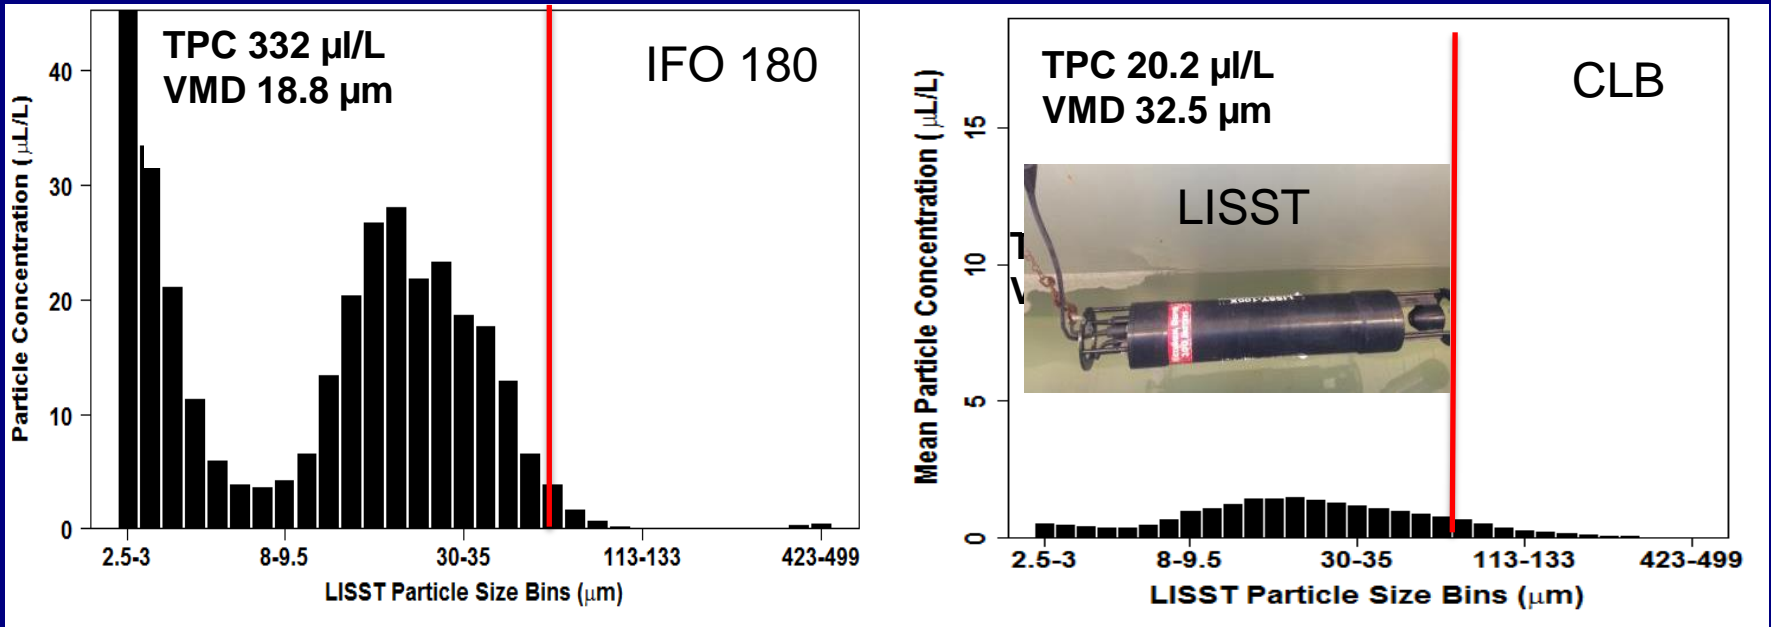 TPC 332 µl/L
VMD 18.8 µm
IFO 180
Particle Concentration ( μL/L)
40
30
20
10
0
2.5-3
8-9.5
30-35
113-133
423-499
LISST Particle Size Bins (μm)
TPC 20.2 µl/L
VMD 32.5 µm
CLB
Mean Particle Concentration ( μL/L)
15
10
5
0
T
V
LISST
LISST-100X
2.5-3
8-9.5
30-35
113-133
423-499
LISST Particle Size Bins (μm)